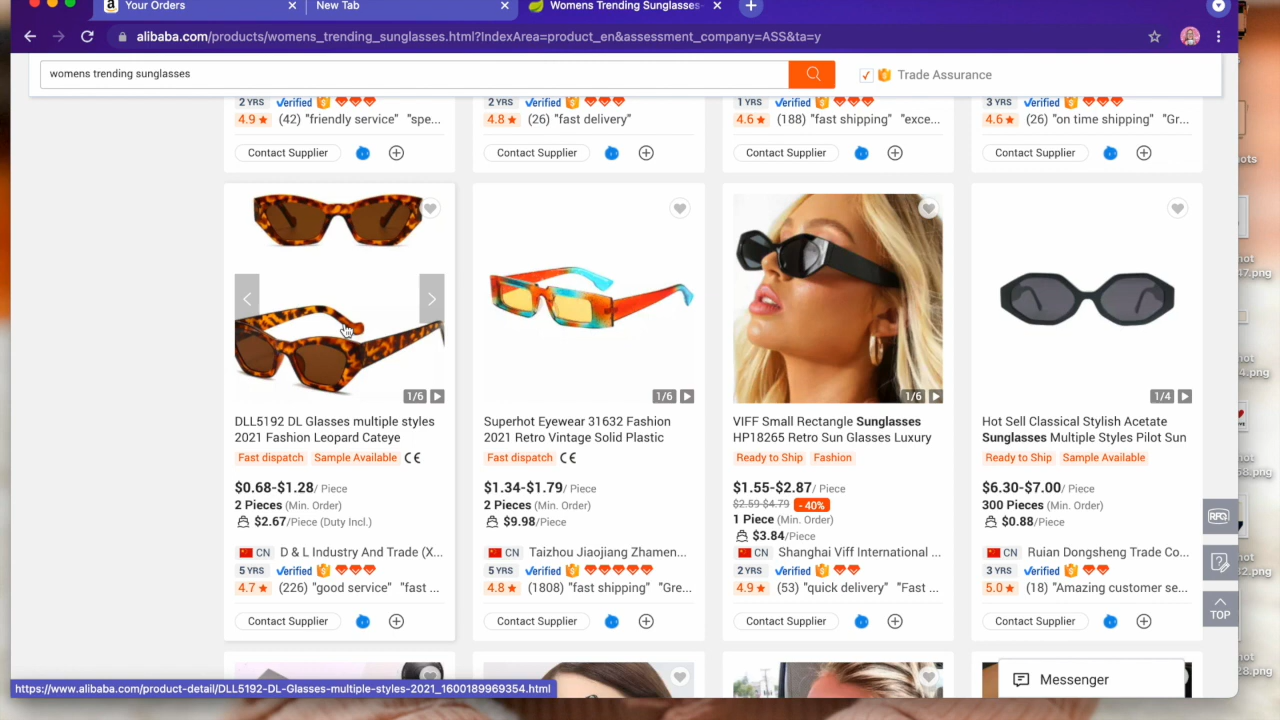 Your Orders
New Tab
Womens Trending Sunglasses
alibaba.com/products/womens_trending_sunglasses.html?IndexArea=product_en&assessment_company=ASS&ta=y
womens trending sunglasses
Trade Assurance
2 YRS Verified
4.9 ★ (42) "friendly service" "spe...
Contact Supplier
2 YRS Verified
4.8 ★ (26) "fast delivery"
Contact Supplier
1 YRS Verified
4.6 ★ (188) "fast shipping" "exce...
Contact Supplier
3 YRS Verified
4.6 ★ (26) "on time shipping" "Gr...
Contact Supplier
1/6
DLL5192 DL Glasses multiple styles
2021 Fashion Leopard Cateye
Fast dispatch Sample Available CE
$0.68-$1.28/ Piece
2 Pieces (Min. Order)
$2.67/Piece (Duty Incl.)
CN D & L Industry And Trade (X...
5 YRS Verified
4.7 ★ (226) "good service" "fast ...
Contact Supplier
1/6
Superhot Eyewear 31632 Fashion
2021 Retro Vintage Solid Plastic
Fast dispatch CE
$1.34-$1.79/ Piece
2 Pieces (Min. Order)
$9.98/Piece
CN Taizhou Jiaojiang Zhamen...
5 YRS Verified
4.8 ★ (1808) "fast shipping" "Gre...
Contact Supplier
1/6
VIFF Small Rectangle Sunglasses
HP18265 Retro Sun Glasses Luxury
Ready to Ship Fashion
$1.55-$2.87/ Piece
$2.59-$4.79 - 40%
1 Piece (Min. Order)
$3.84/Piece
CN Shanghai Viff International ...
2 YRS Verified
4.9 ★ (53) "quick delivery" "Fast ...
Contact Supplier
1/4
Hot Sell Classical Stylish Acetate
Sunglasses Multiple Styles Pilot Sun
Ready to Ship Sample Available
$6.30-$7.00/ Piece
300 Pieces (Min. Order)
$0.88/Piece
CN Ruian Dongsheng Trade Co...
3 YRS Verified
5.0 ★ (18) "Amazing customer se...
Contact Supplier
RFQ
TOP
Messenger
https://www.alibaba.com/product-detail/DLL5192-DL-Glasses-multiple-styles-2021_1600189969354.html